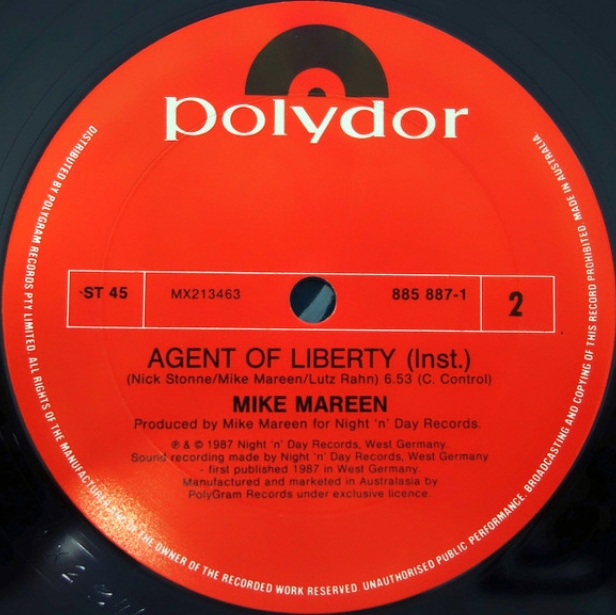 polydor
ST 45
MX213463
885 887-1
2
AGENT OF LIBERTY (Inst.)
(Nick Stonne/Mike Mareen/Lutz Rahn) 6.53 (C. Control)
MIKE MAREEN
Produced by Mike Mareen for Night 'n' Day Records.
℗ & © 1987 Night 'n' Day Records, West Germany.
Sound recording made by Night 'n' Day Records, West Germany
- first published 1987 in West Germany.
Manufactured and marketed in Australasia by
PolyGram Records under exclusive licence.
DISTRIBUTED BY POLYGRAM RECORDS PTY LIMITED. ALL RIGHTS OF THE MANUFACTURER THE OWNER OF THE RECORDED WORK RESERVED. UNAUTHORISED PUBLIC PERFORMANCE, BROADCASTING AND COPYING OF THIS RECORD PROHIBITED. MADE IN AUSTRALIA.